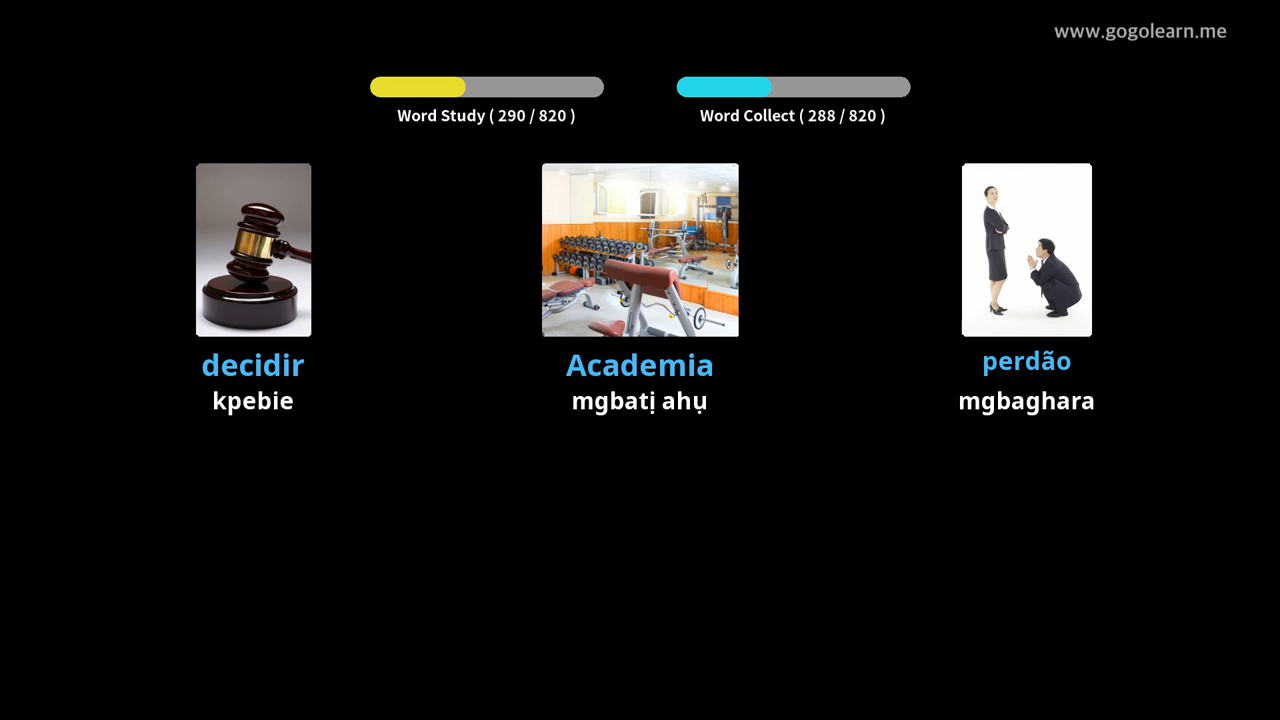 www.gogolearn.me
Word Study ( 290 / 820 )
Word Collect ( 288 / 820 )
decidir
kpebie
Academia
mgbatị ahụ
perdão
mgbaghara